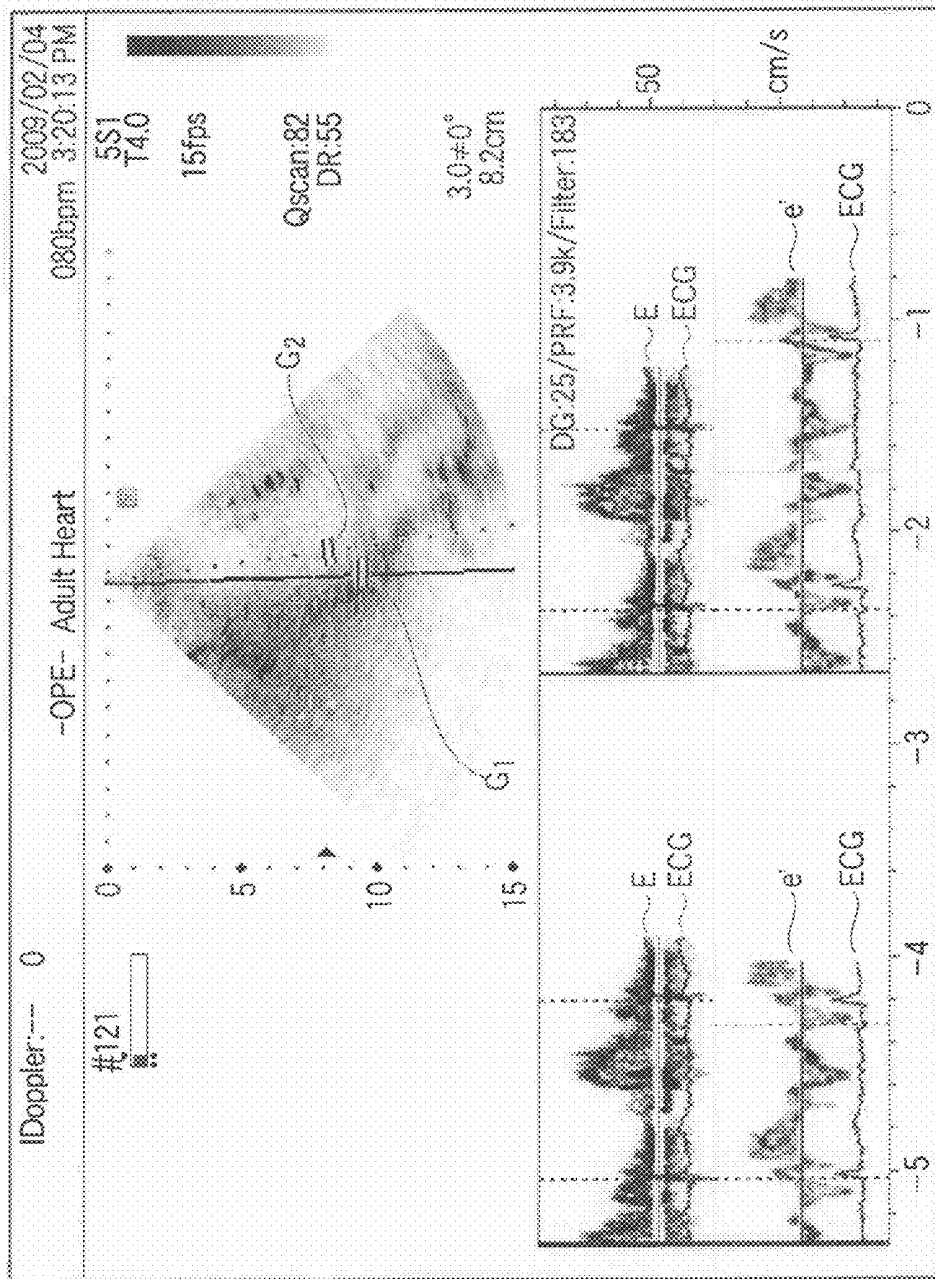 IDoppler:-- 0
-OPE- Adult Heart
2009/02/04
080bpm 3:20:13 PM
#121
0
5
10
15
G1
G2
5S1
T4.0
15fps
Qscan:82
DR:55
3.0≠0°
8.2cm
DG:25/PRF:3.9k/Filter:183
E
ECG
E
ECG
50
e'
ECG
e'
ECG
cm/s
-5
-4
-3
-2
-1
0